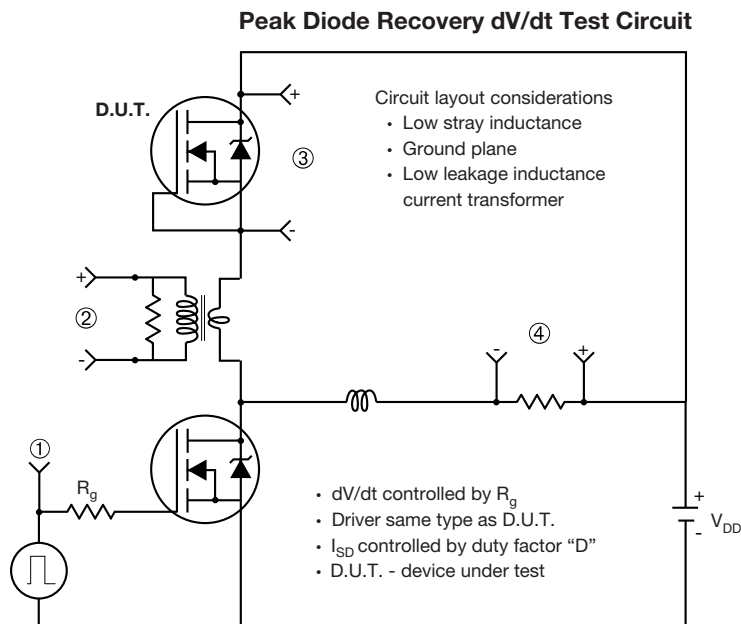 Peak Diode Recovery dV/dt Test Circuit
D.U.T.
+
Circuit layout considerations
• Low stray inductance
• Ground plane
• Low leakage inductance
current transformer
③
-
+
②
-
④
-
+
①
Rg
• dV/dt controlled by Rg
• Driver same type as D.U.T.
• ISD controlled by duty factor “D”
• D.U.T. - device under test
+
-
VDD